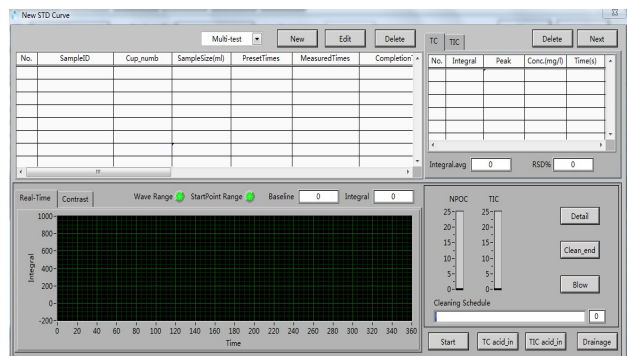 New STD Curve
Multi-test New Edit Delete
No. SampleID Cup_numb SampleSize(ml) PresetTimes MeasuredTimes Completion
TC TIC Delete Next
No. Integral Peak Conc.(mg/l) Time(s)
Integral.avg 0 RSD% 0
Real-Time Contrast Wave Range StartPoint Range Baseline 0 Integral 0
1000
800
600
400
200
0
-200
Integral
0 20 40 60 80 100 120 140 160 180 200 220 240 260 280 300 320 340 360
Time
NPOC TIC
25 25 Detail
20 20
15 15 Clean_end
10 10
5 5 Blow
0 0
Cleaning Schedule
0
Start TC acid_in TIC acid_in Drainage